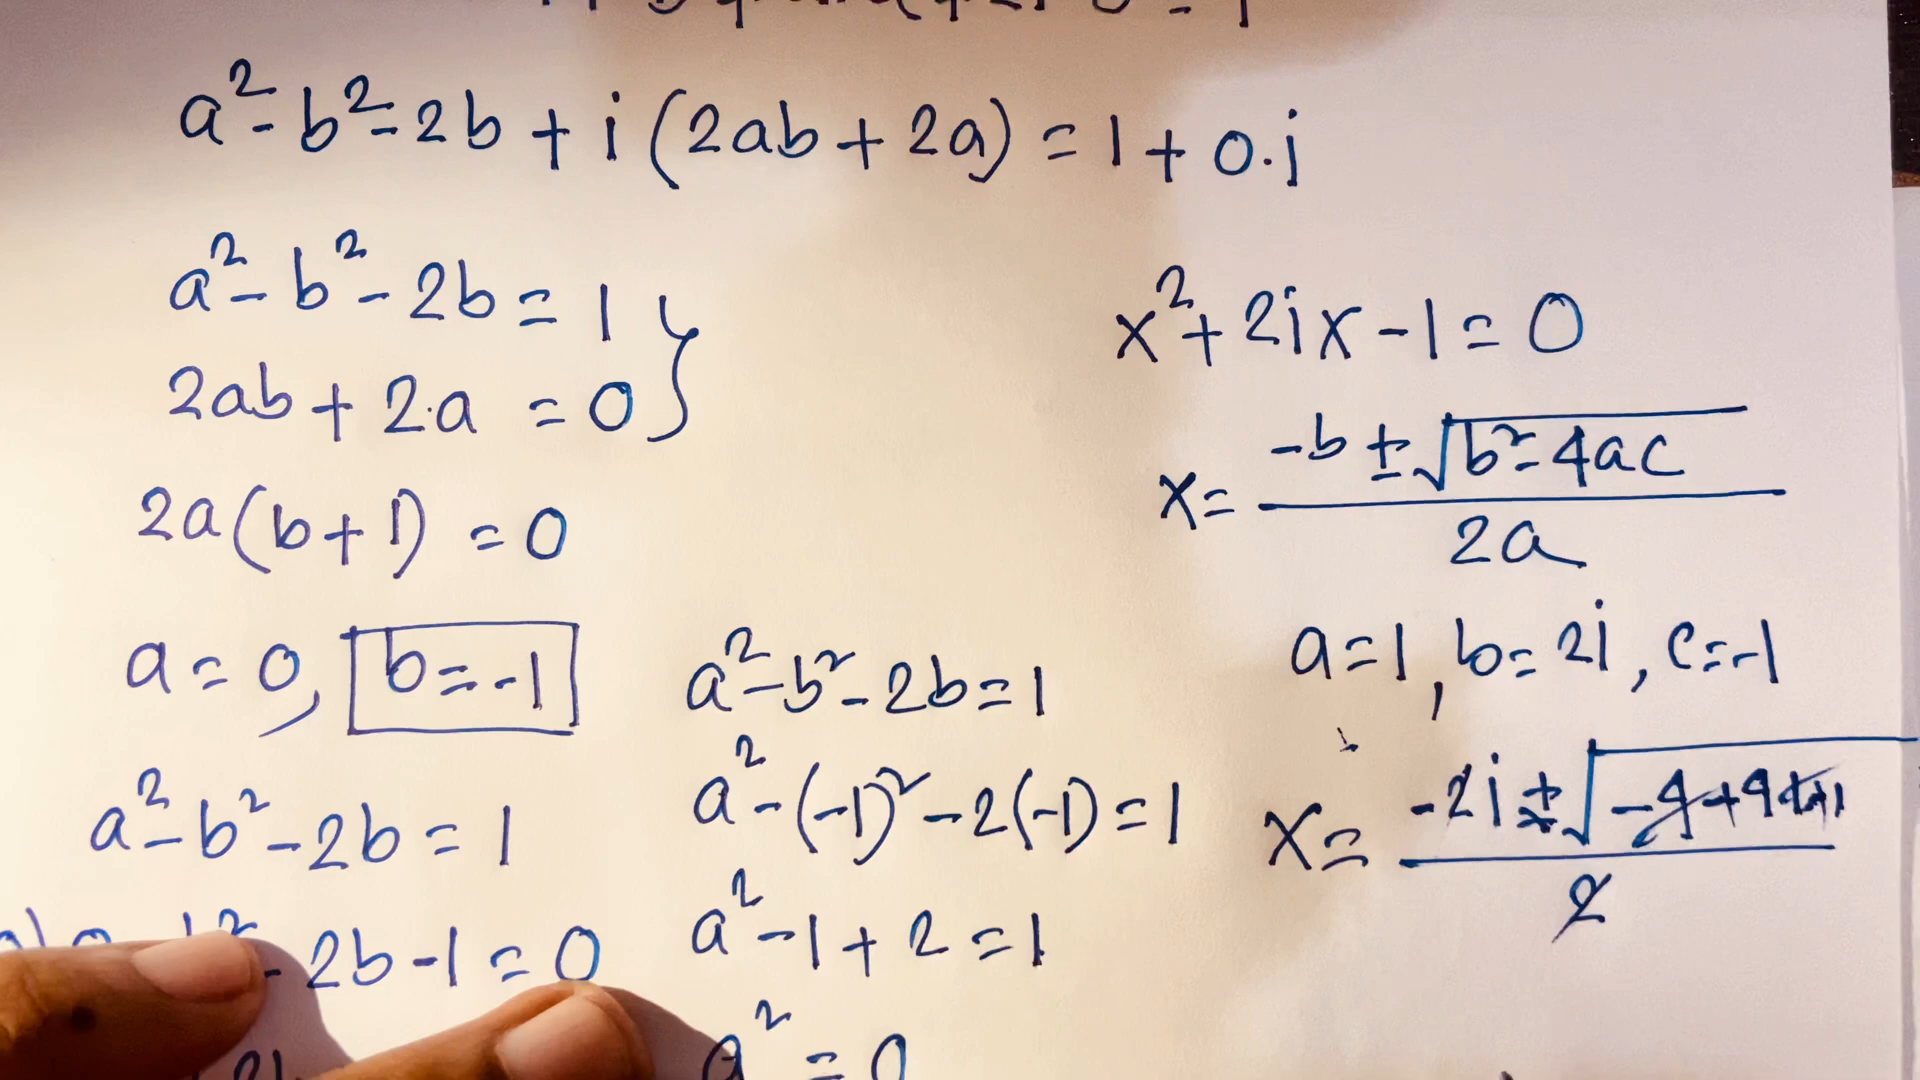 a² - b² - 2b + i (2ab + 2a) = 1 + 0.i
a² - b² - 2b = 1
2ab + 2.a = 0 }
2a(b + 1) = 0
a = 0, b = -1
a² - b² - 2b = 1
- 2b - 1 = 0
a² - b² - 2b = 1
a² - (-1)² - 2(-1) = 1
a² - 1 + 2 = 1
a² = 0
x² + 2ix - 1 = 0
x = (-b ± √(b² - 4ac)) / 2a
a = 1, b = 2i, c = -1
x = (-2i ± √(-4 + 4)) / 2